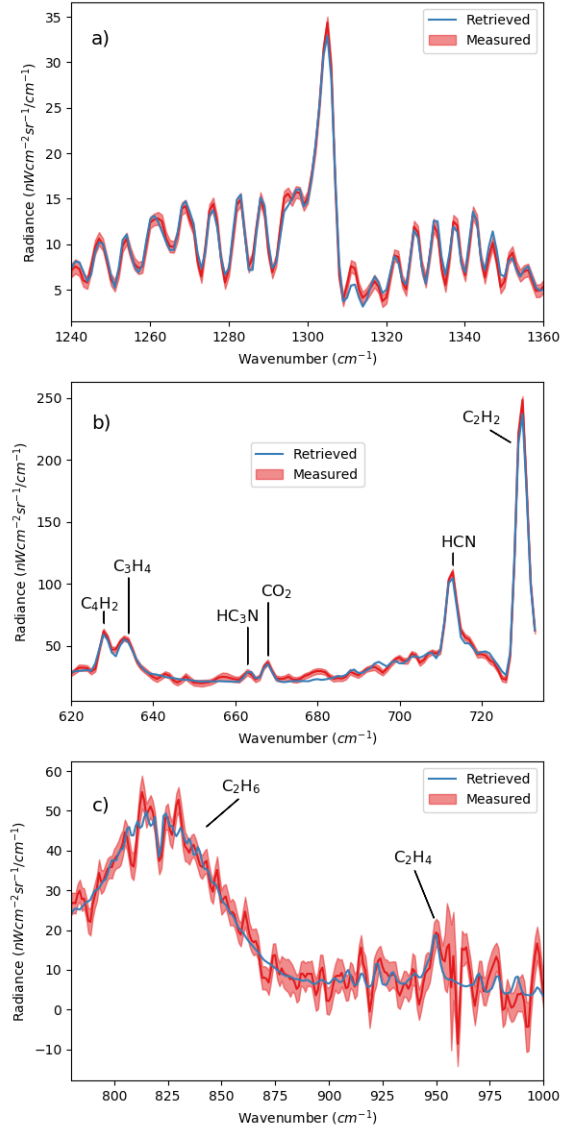 35
30
25
20
15
10
5
Radiance (nWcm⁻²sr⁻¹/cm⁻¹)
a)
Retrieved
Measured
1240 1260 1280 1300 1320 1340 1360
Wavenumber (cm⁻¹)
250
200
150
100
50
Radiance (nWcm⁻²sr⁻¹/cm⁻¹)
b)
C₂H₂
Retrieved
Measured
C₃H₄
HCN
C₄H₂
HC₃N
CO₂
620 640 660 680 700 720
Wavenumber (cm⁻¹)
60
50
40
30
20
10
0
−10
Radiance (nWcm⁻²sr⁻¹/cm⁻¹)
c)
C₂H₆
Retrieved
Measured
C₂H₄
800 825 850 875 900 925 950 975 1000
Wavenumber (cm⁻¹)